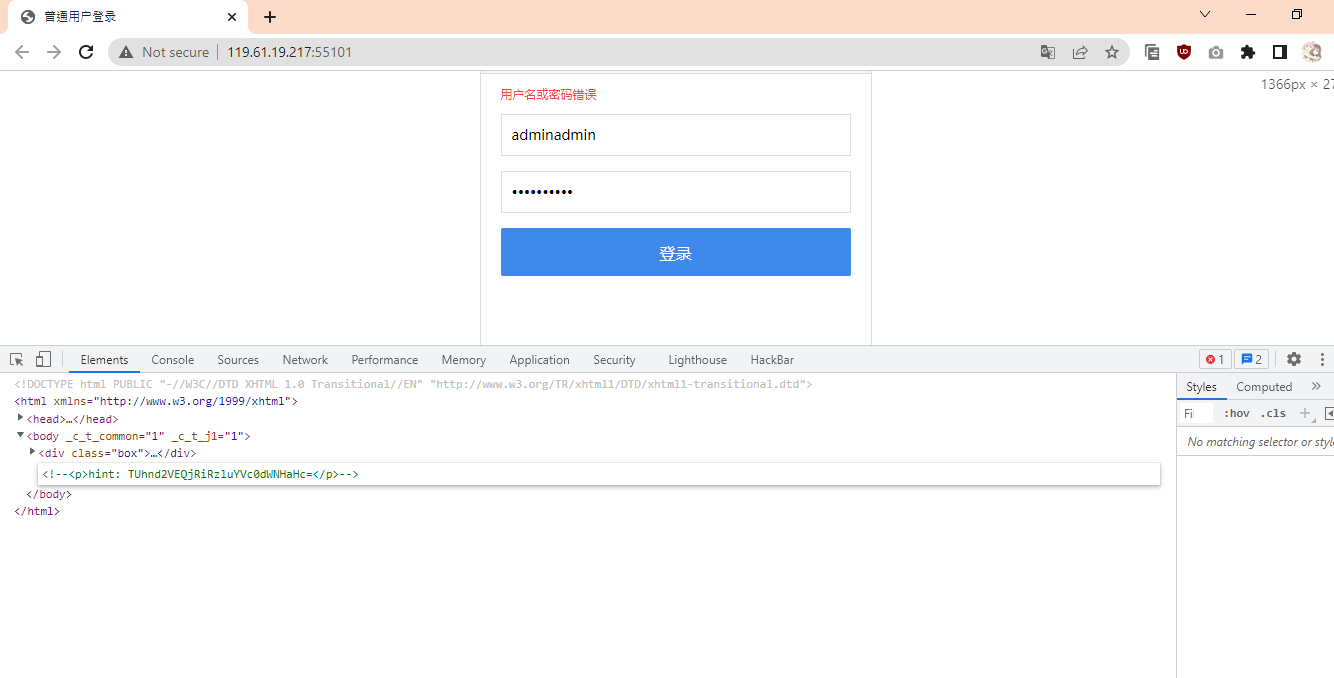 普通用户登录
Not secure
119.61.19.217:55101
1366px × 27
用户名或密码错误
adminadmin
••••••••••
登录
Elements Console Sources Network Performance Memory Application Security Lighthouse HackBar 1 2
<!DOCTYPE html PUBLIC "-//W3C//DTD XHTML 1.0 Transitional//EN" "http://www.w3.org/TR/xhtml1/DTD/xhtml1-transitional.dtd">
<html xmlns="http://www.w3.org/1999/xhtml">
<head>…</head>
<body _c_t_common="1" _c_t_j1="1">
<div class="box">…</div>
<!--<p>hint: TUhnd2VEQjRiRzluYVc0dWNHaHc=</p>-->
</body>
</html>
Styles Computed »
Fi :hov .cls +
No matching selector or style